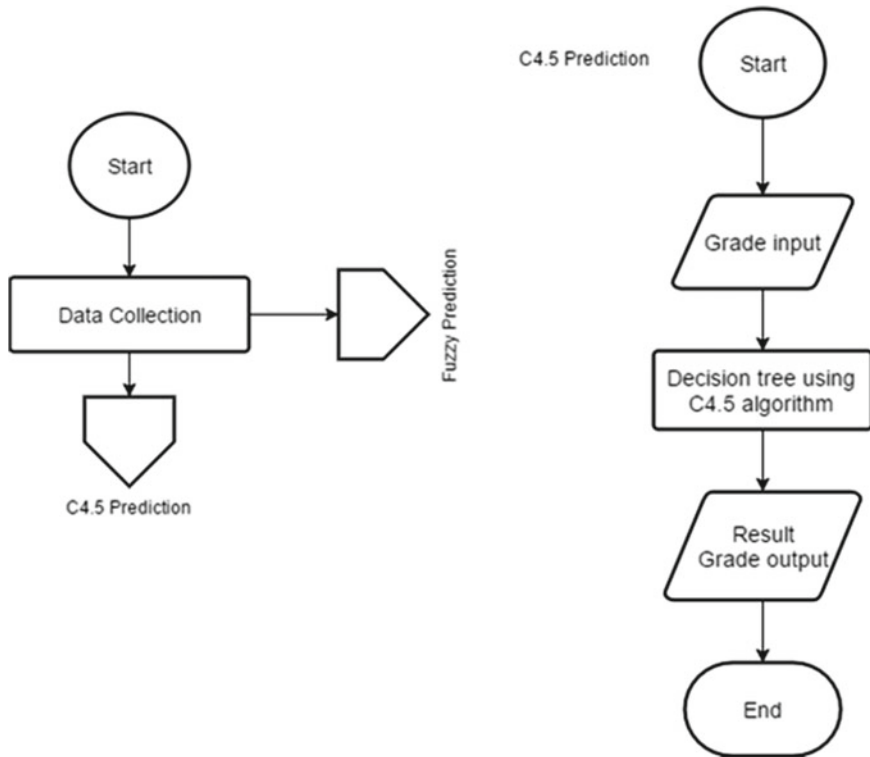 Start
Data Collection
Fuzzy Prediction
C4.5 Prediction
C4.5 Prediction
Start
Grade input
Decision tree using
C4.5 algorithm
Result
Grade output
End